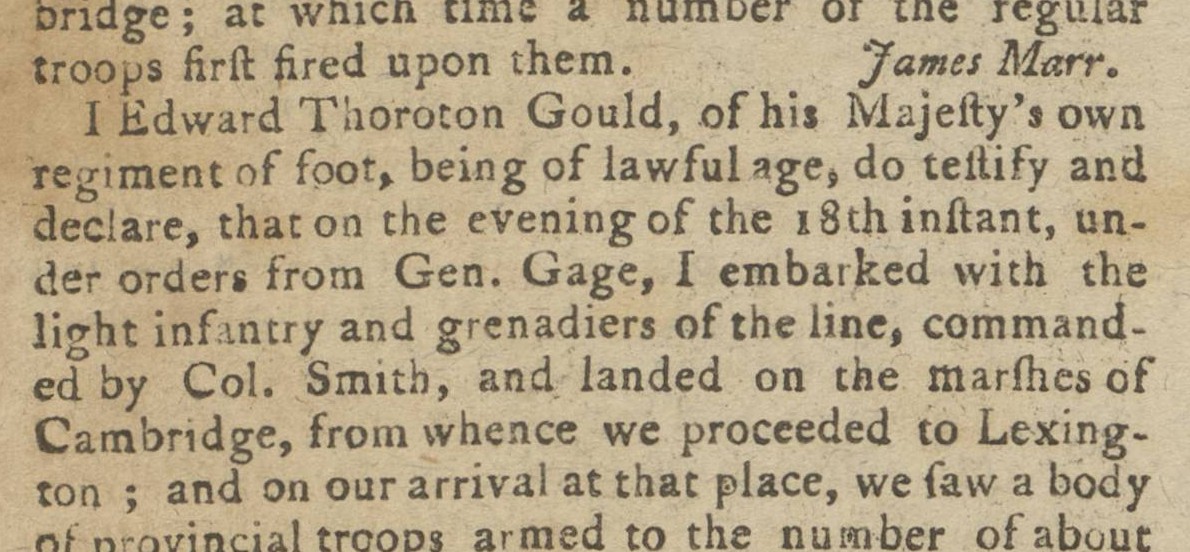 bridge; at which time a number of the regular
troops firſt fired upon them. James Marr.
I Edward Thoroton Gould, of his Majeſty's own
regiment of foot, being of lawful age, do teſtify and
declare, that on the evening of the 18th inſtant, un-
der orders from Gen. Gage, I embarked with the
light infantry and grenadiers of the line, command-
ed by Col. Smith, and landed on the marſhes of
Cambridge, from whence we proceeded to Lexing-
ton ; and on our arrival at that place, we ſaw a body
of provincial troops armed to the number of about